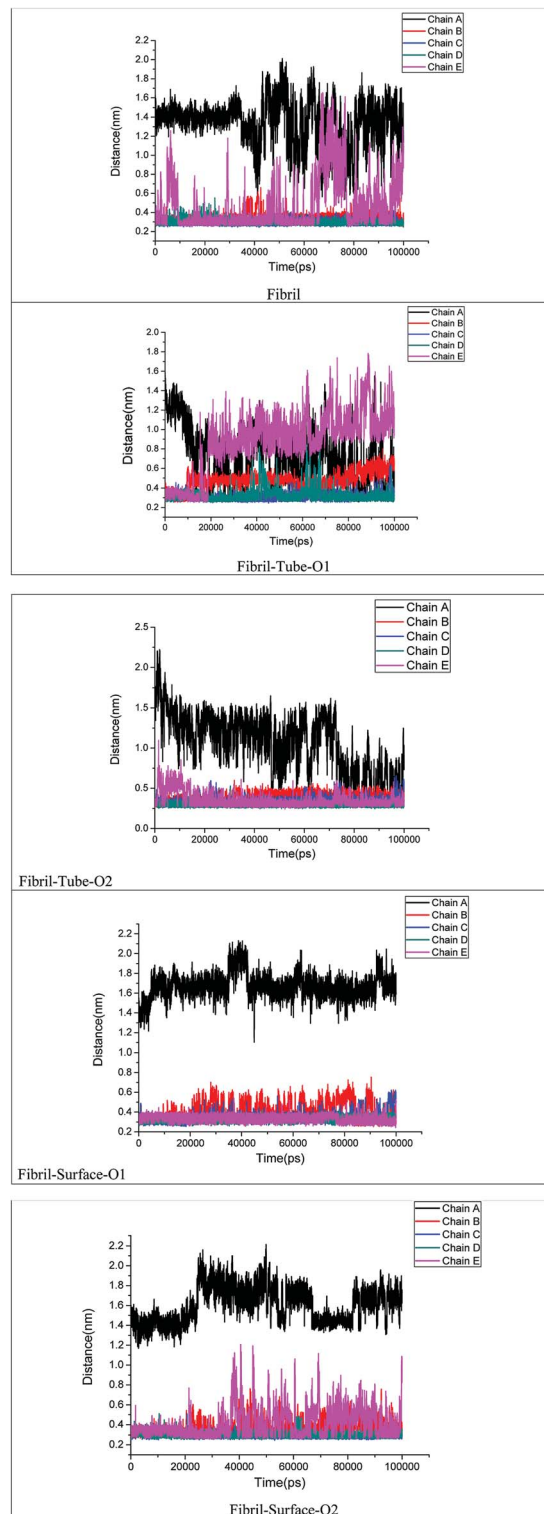 Chain A
Chain B
Chain C
Chain D
Chain E
2.2
2.0
1.8
1.6
1.4
1.2
1.0
0.8
0.6
0.4
0.2
Distance(nm)
0 20000 40000 60000 80000 100000
Time(ps)
Fibril
Chain A
Chain B
Chain C
Chain D
Chain E
2.0
1.8
1.6
1.4
1.2
1.0
0.8
0.6
0.4
0.2
Distance(nm)
0 20000 40000 60000 80000 100000
Time(ps)
Fibril-Tube-O1
Chain A
Chain B
Chain C
Chain D
Chain E
2.5
2.0
1.5
1.0
0.5
0.0
Distance(nm)
0 20000 40000 60000 80000 100000
Time(ps)
Fibril-Tube-O2
Chain A
Chain B
Chain C
Chain D
Chain E
2.2
2.0
1.8
1.6
1.4
1.2
1.0
0.8
0.6
0.4
0.2
Distance(nm)
0 20000 40000 60000 80000 100000
Time(ps)
Fibril-Surface-O1
Chain A
Chain B
Chain C
Chain D
Chain E
2.2
2.0
1.8
1.6
1.4
1.2
1.0
0.8
0.6
0.4
0.2
Distance(nm)
0 20000 40000 60000 80000 100000
Time(ps)
Fibril-Surface-O2